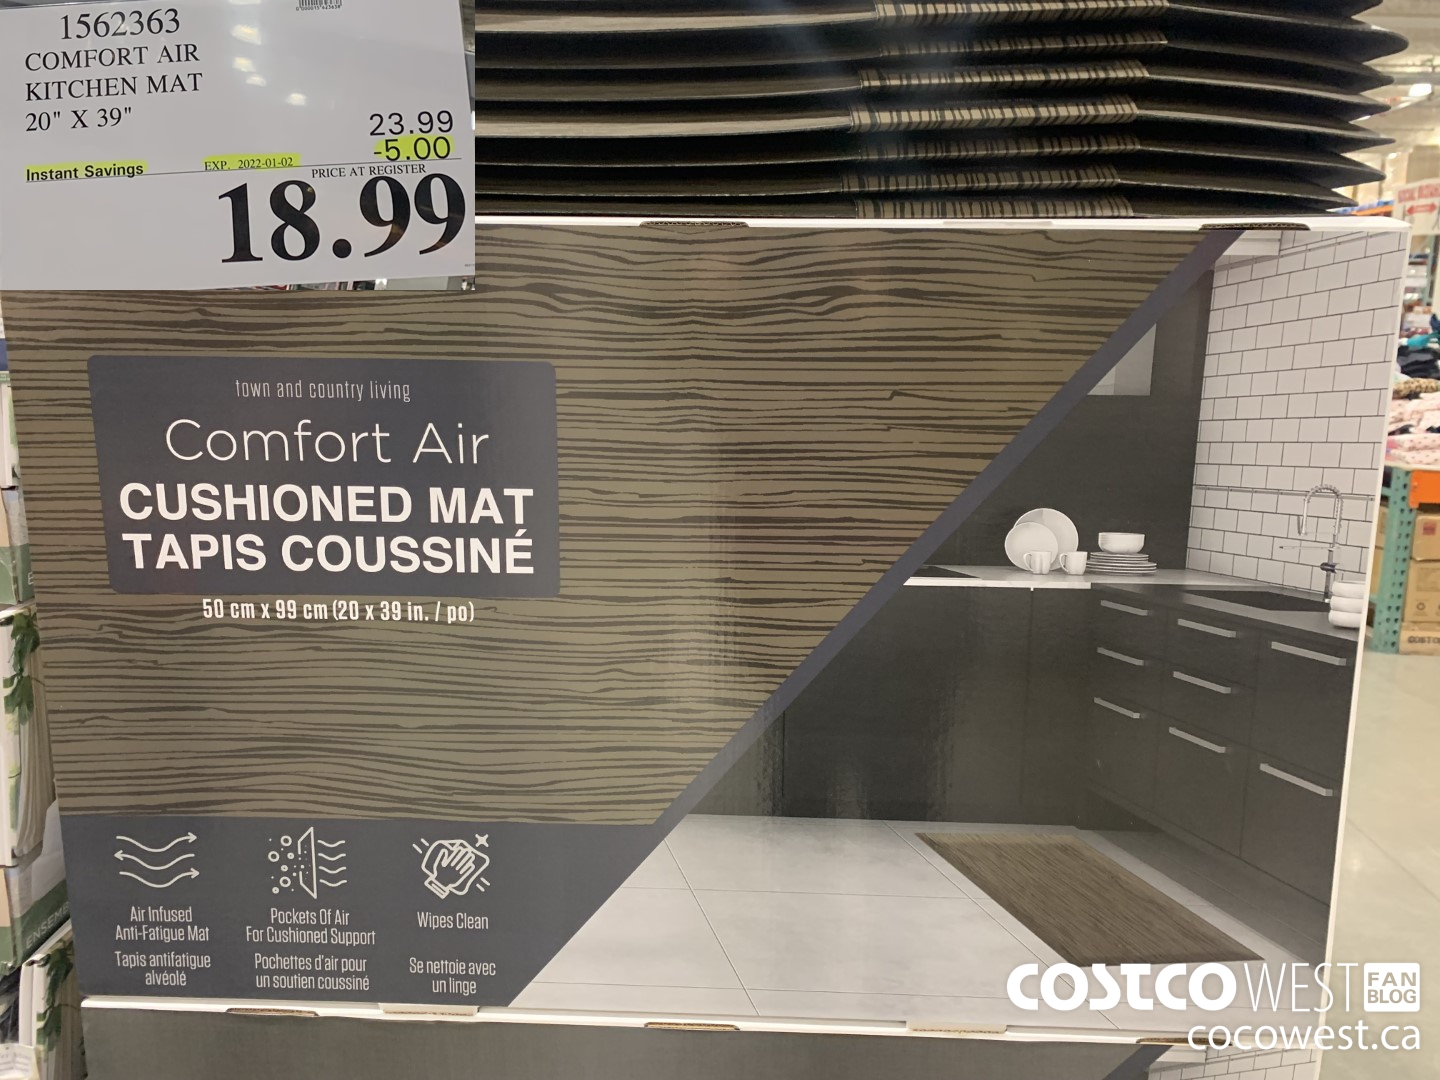 1562363
COMFORT AIR
KITCHEN MAT
20" X 39"
23.99
-5.00
Instant Savings EXP. 2022-01-02 PRICE AT REGISTER
18.99
town and country living
Comfort Air
CUSHIONED MAT
TAPIS COUSSINÉ
50 cm x 99 cm (20 x 39 in. / po)
Air Infused
Anti-Fatigue Mat
Tapis antifatigue
alvéolé
Pockets Of Air
For Cushioned Support
Pochettes d'air pour
un soutien coussiné
Wipes Clean
Se nettoie avec
un linge
COSTCO WEST FAN BLOG
cocowest.ca